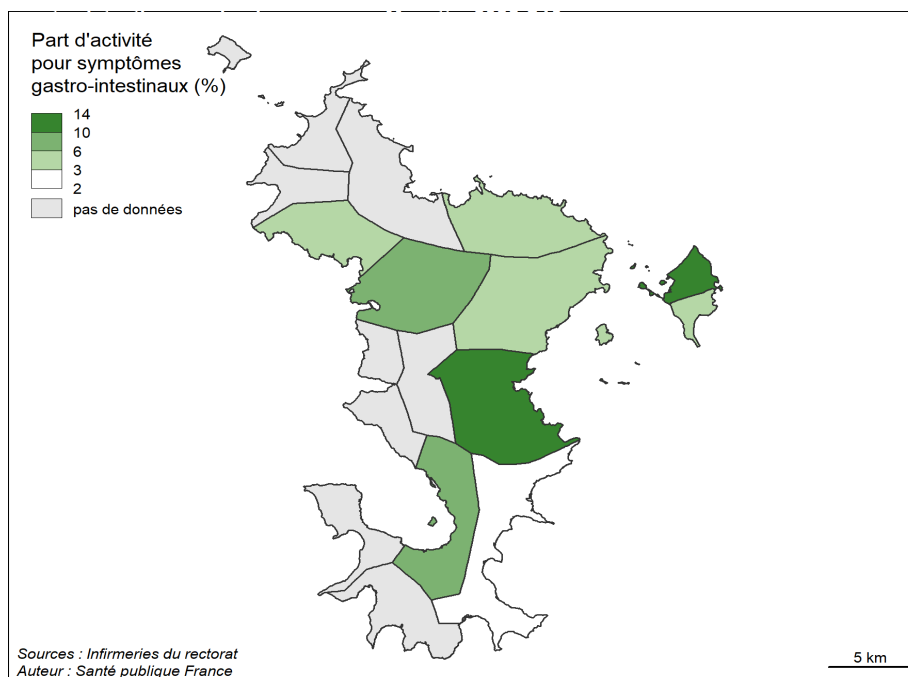 Part d'activité
pour symptômes
gastro-intestinaux (%)
14
10
6
3
2
pas de données
Sources : Infirmeries du rectorat
Auteur : Santé publique France
5 km